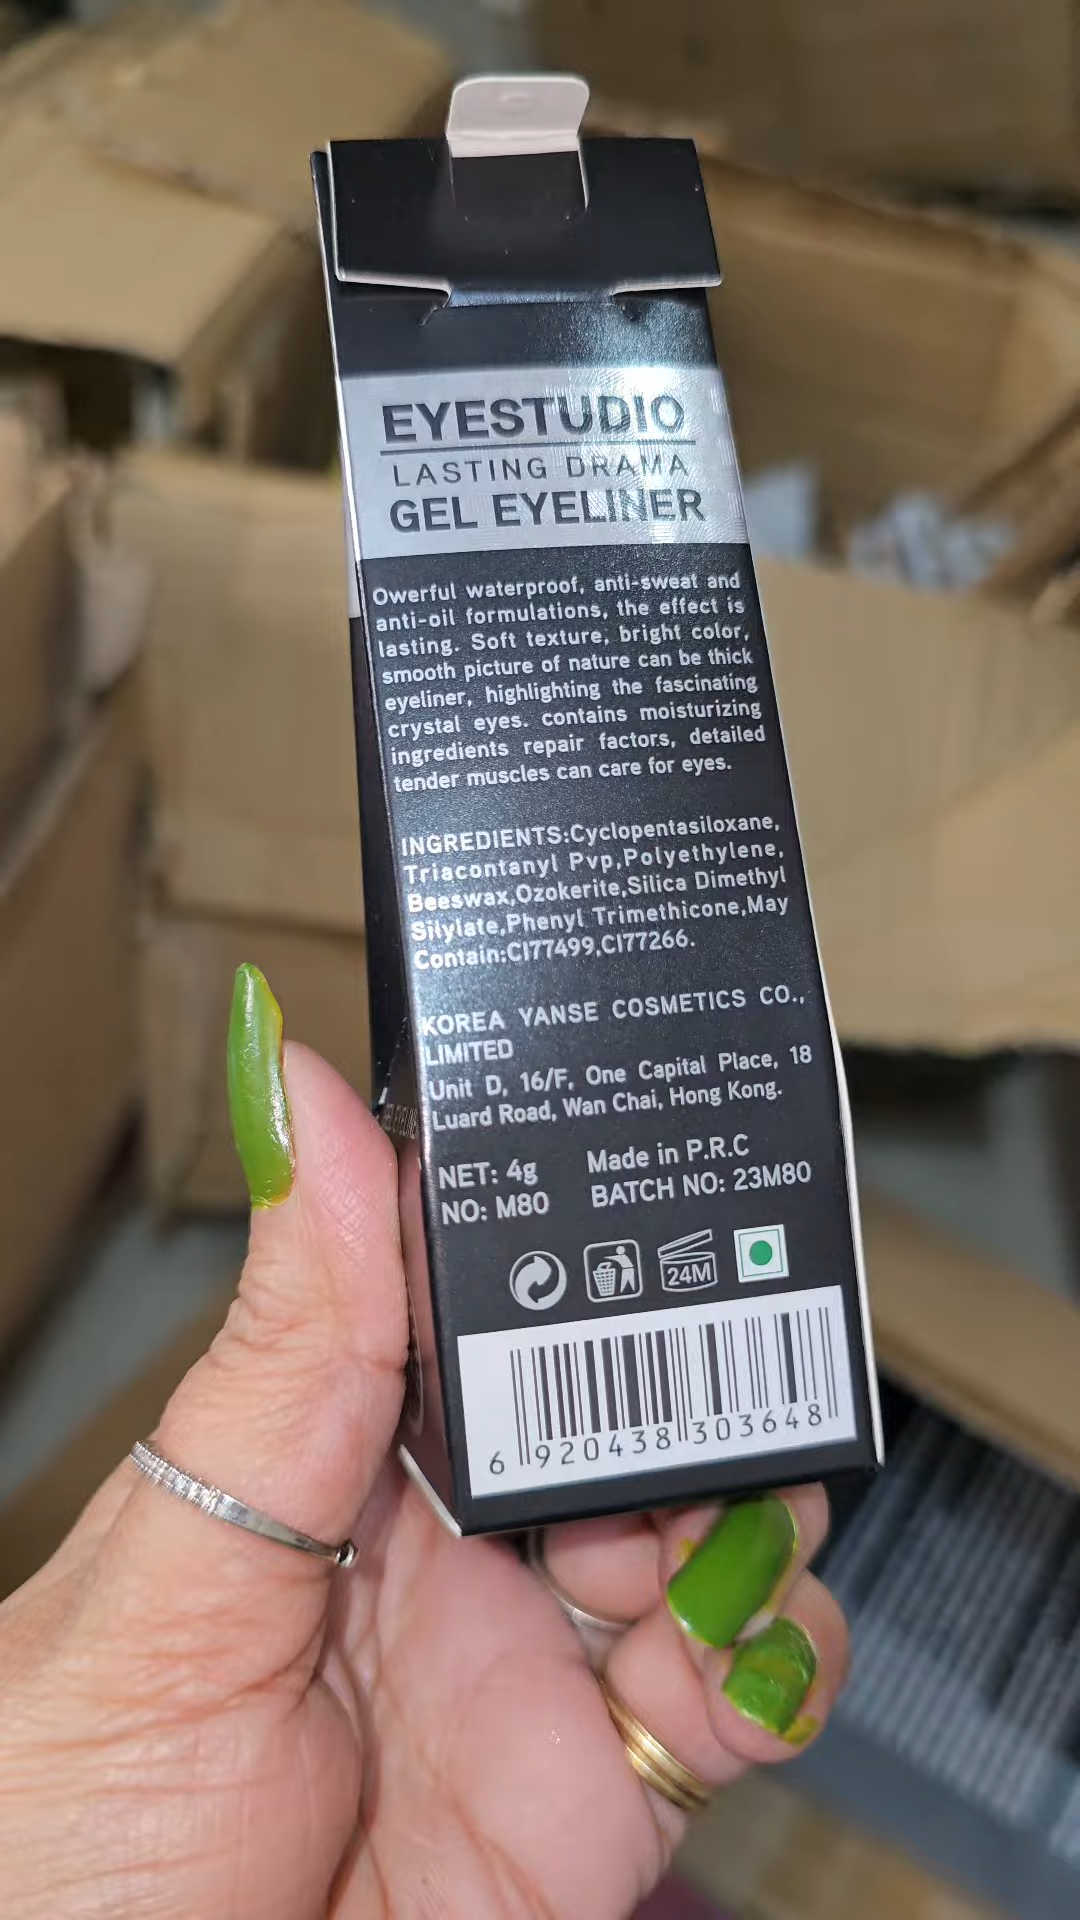 EYESTUDIO
LASTING DRAMA
GEL EYELINER
Owerful waterproof, anti-sweat and
anti-oil formulations, the effect is
lasting. Soft texture, bright color,
smooth picture of nature can be thick
eyeliner, highlighting the fascinating
crystal eyes. contains moisturizing
ingredients repair factors, detailed
tender muscles can care for eyes.
INGREDIENTS:Cyclopentasiloxane,
Triacontanyl Pvp,Polyethylene,
Beeswax,Ozokerite,Silica Dimethyl
Silylate,Phenyl Trimethicone,May
Contain:CI77499,CI77266.
KOREA YANSE COSMETICS CO.,
LIMITED
Unit D, 16/F, One Capital Place, 18
Luard Road, Wan Chai, Hong Kong.
NET: 4g Made in P.R.C
NO: M80 BATCH NO: 23M80
24M
6 920438 303648